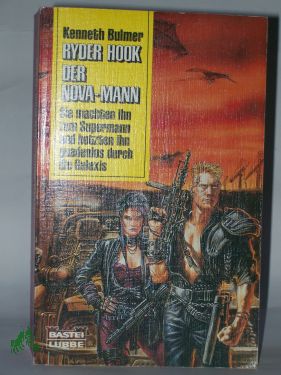 Kenneth Bulmer
RYDER HOOK
DER
NOVA-MANN
Sie machten ihn
zum Supermann
und hetzten ihn
gnadenlos durch
die Galaxis
BASTEI
LÜBBE